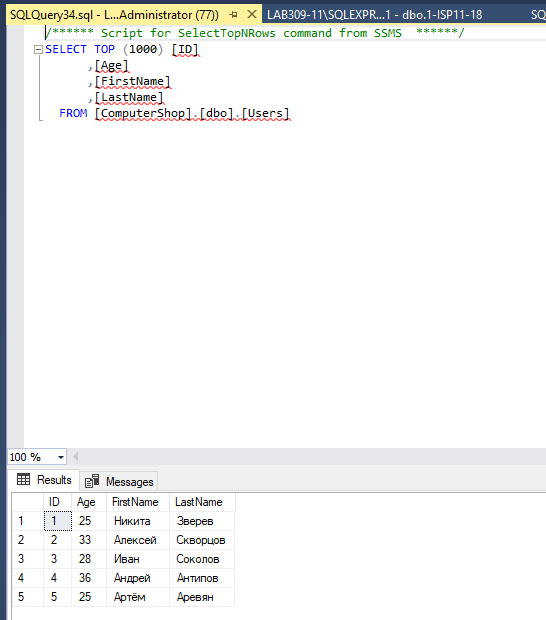 SQLQuery34.sql - L...Administrator (77)) LAB309-11\SQLEXPR...1 - dbo.1-ISP11-18 SQ
/****** Script for SelectTopNRows command from SSMS  ******/
SELECT TOP (1000) [ID]
,[Age]
,[FirstName]
,[LastName]
FROM [ComputerShop].[dbo].[Users]
100 %
Results Messages
ID Age FirstName LastName
1 1 25 Никита Зверев
2 2 33 Алексей Скворцов
3 3 28 Иван Соколов
4 4 36 Андрей Антипов
5 5 25 Артём Аревян